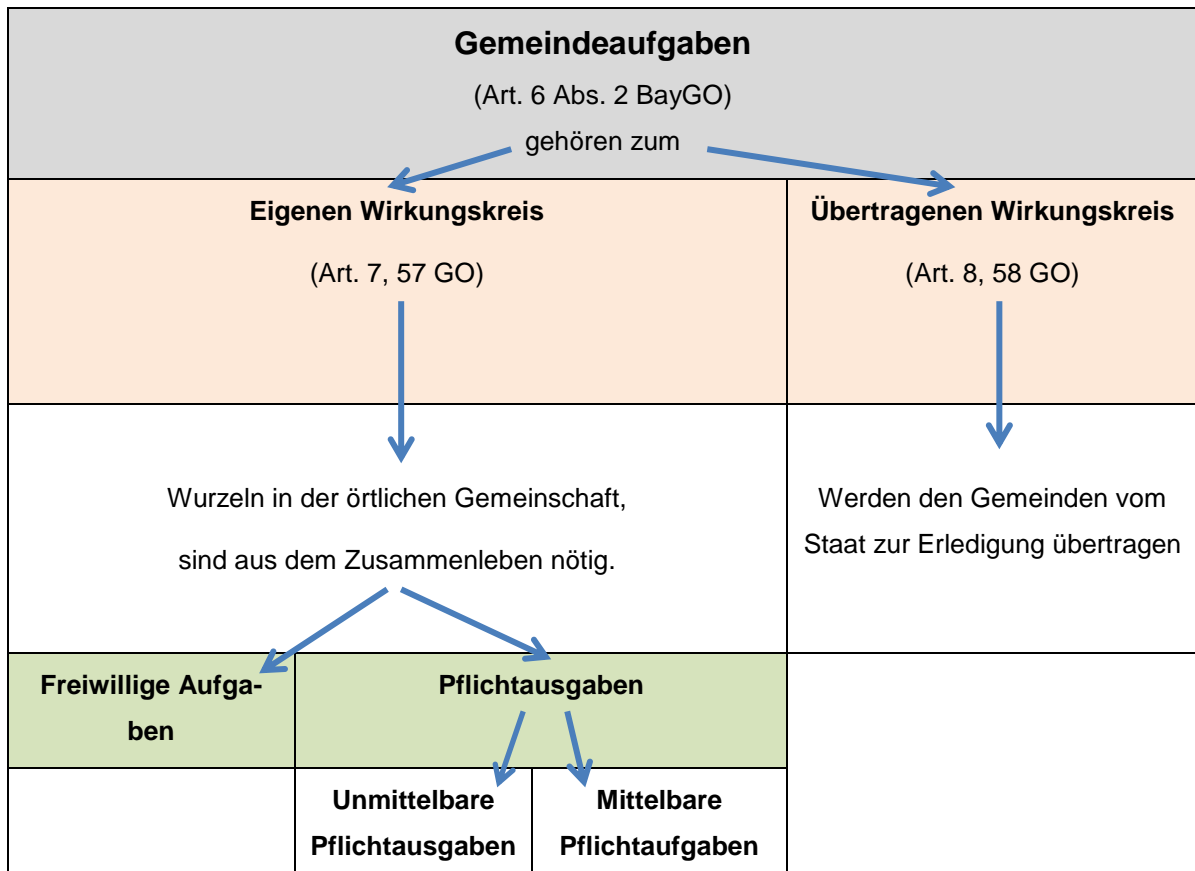 Gemeindeaufgaben
(Art. 6 Abs. 2 BayGO)
gehören zum
Eigenen Wirkungskreis
(Art. 7, 57 GO)
Übertragenen Wirkungskreis
(Art. 8, 58 GO)
Wurzeln in der örtlichen Gemeinschaft,
sind aus dem Zusammenleben nötig.
Werden den Gemeinden vom
Staat zur Erledigung übertragen
Freiwillige Aufga-
ben
Pflichtausgaben
Unmittelbare
Pflichtausgaben
Mittelbare
Pflichtaufgaben